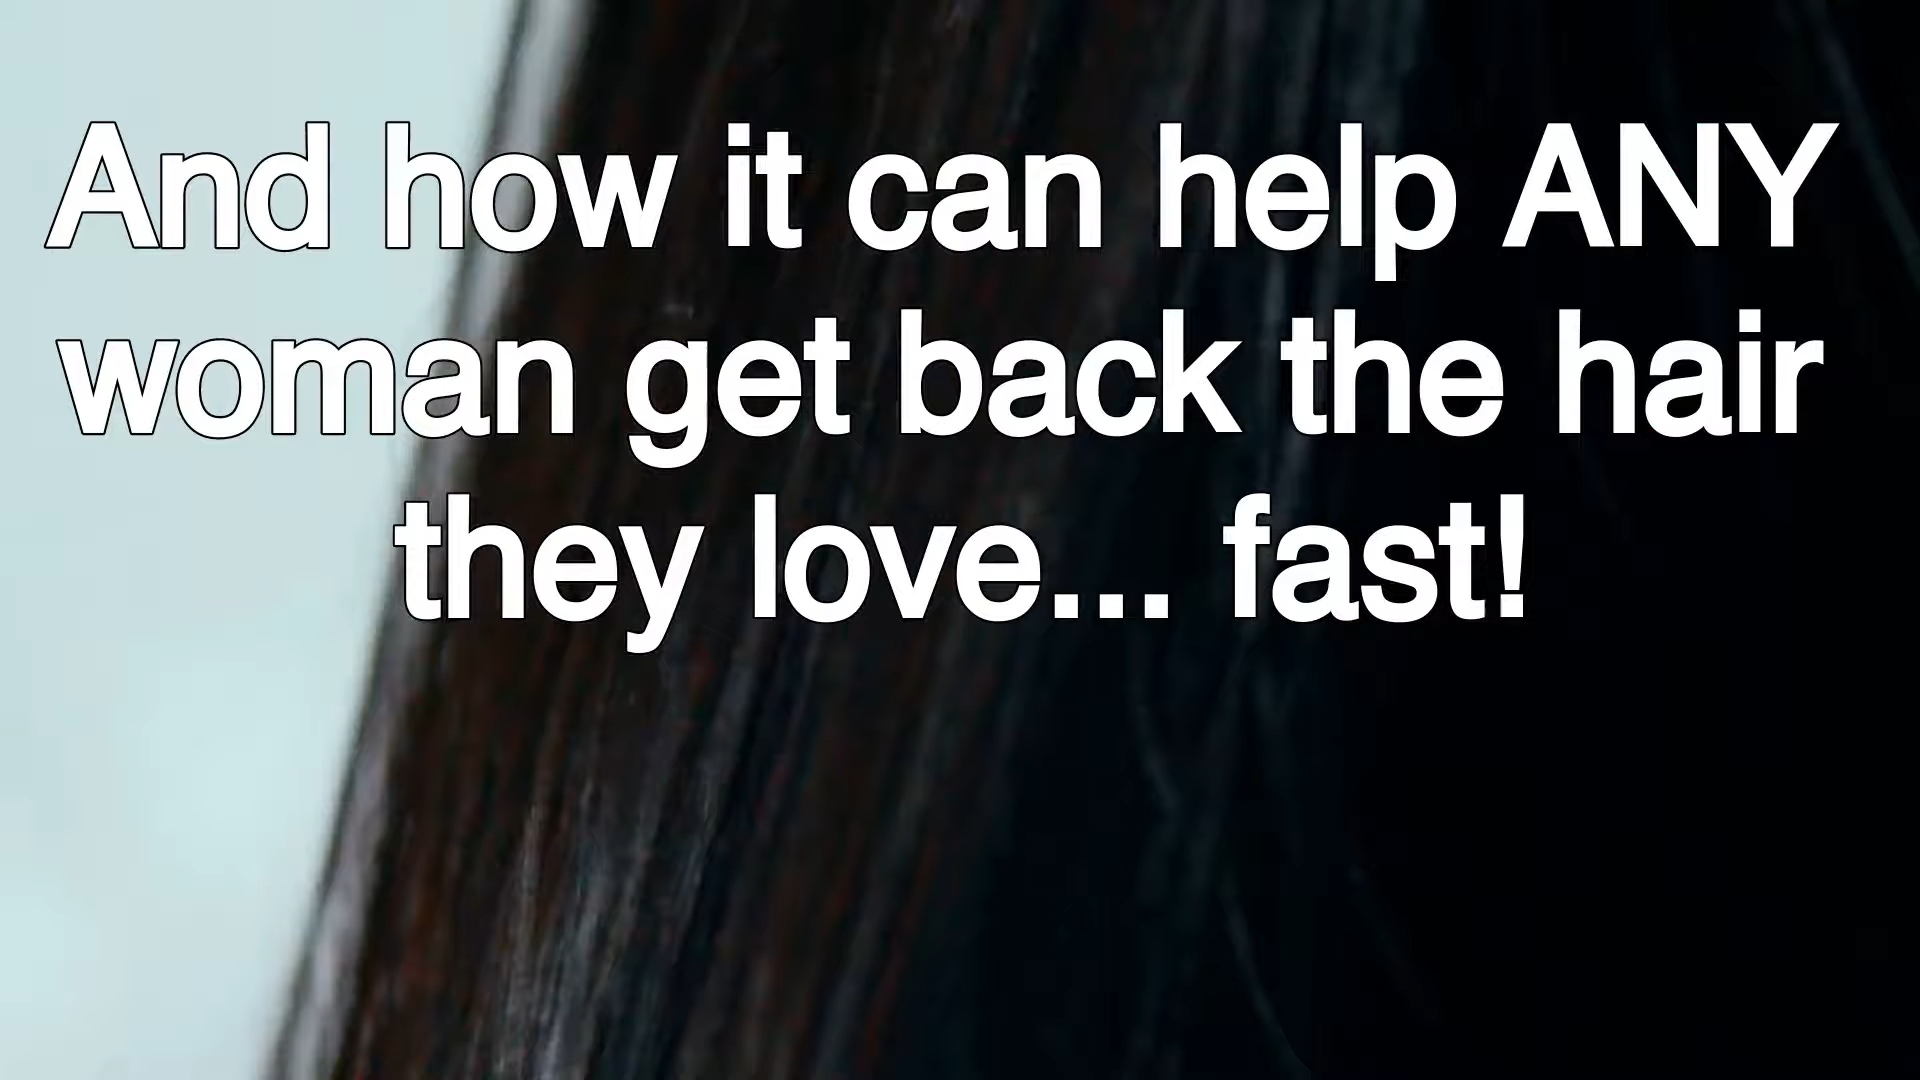 And how it can help ANY
woman get back the hair
they love... fast!